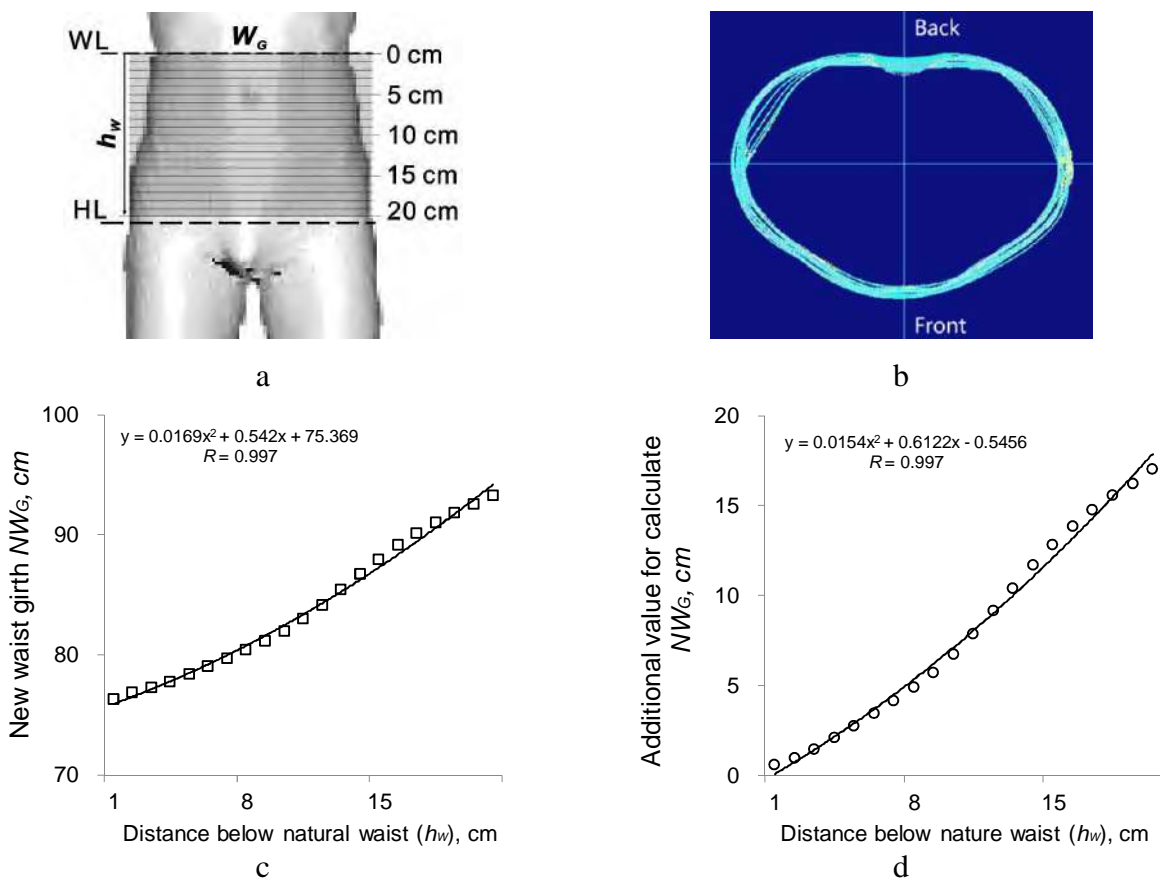 WL W_G 0 cm
5 cm
h_w
10 cm
15 cm
HL 20 cm
Back
Front
a
b
100
y = 0.0169x² + 0.542x + 75.369
R = 0.997
90
80
70
New waist girth NW_G, cm
1 8 15
Distance below natural waist (h_w), cm
c
20
y = 0.0154x² + 0.6122x - 0.5456
R = 0.997
15
10
5
0
Additional value for calculate
NW_G, cm
1 8 15
Distance below nature waist (h_w), cm
d